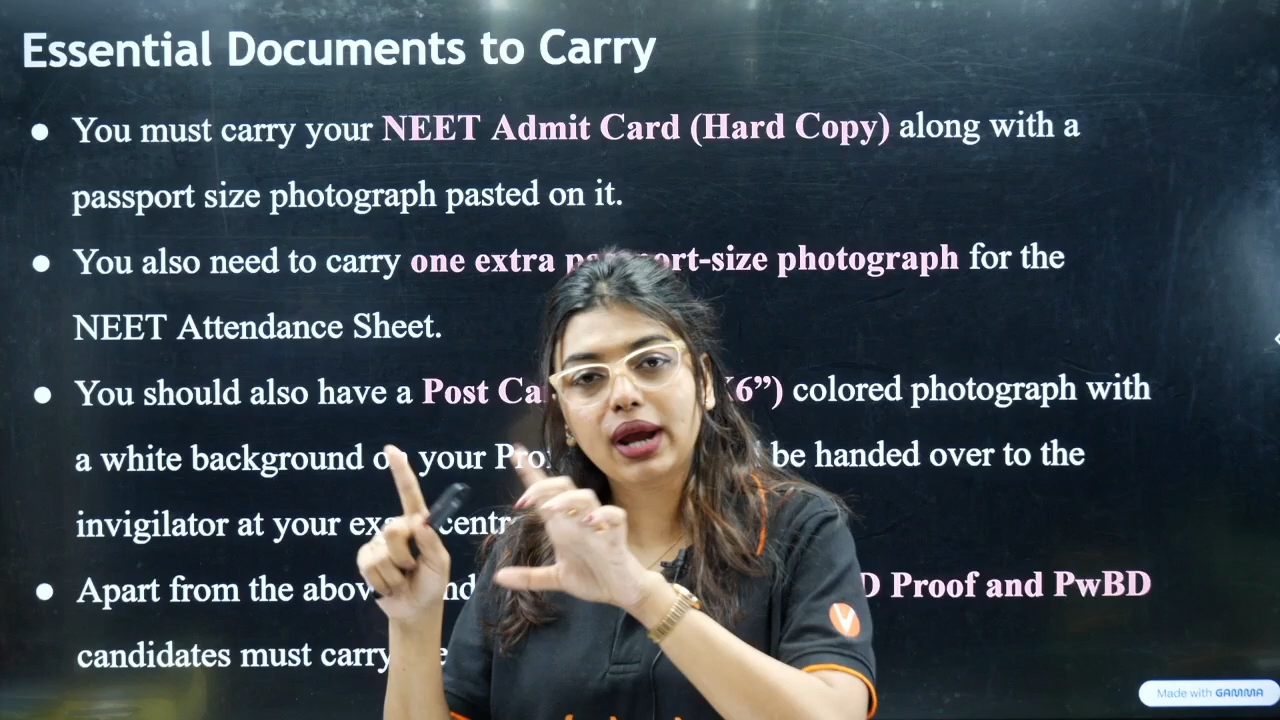 Essential Documents to Carry
● You must carry your NEET Admit Card (Hard Copy) along with a
passport size photograph pasted on it.
● You also need to carry one extra passport-size photograph for the
NEET Attendance Sheet.
● You should also have a Post X6”) colored photograph with
a white background on your be handed over to the
invigilator at your
● Apart from the D Proof and PwBD
candidates must carry
V
Made with GAMMA